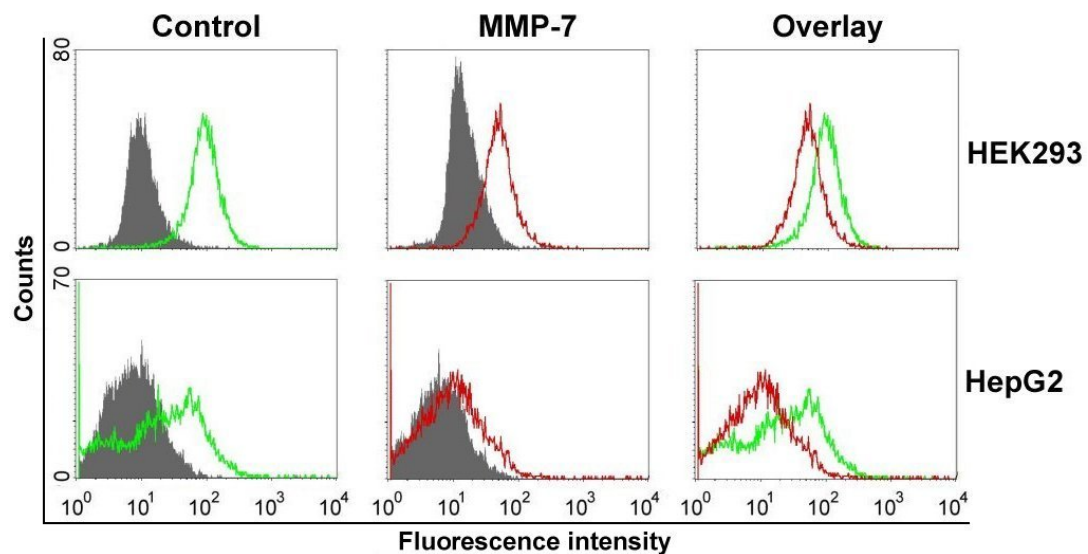 Control MMP-7 Overlay
80
0
HEK293
Counts
70
0
HepG2
10⁰ 10¹ 10² 10³ 10⁴ 10⁰ 10¹ 10² 10³ 10⁴ 10⁰ 10¹ 10² 10³ 10⁴
Fluorescence intensity